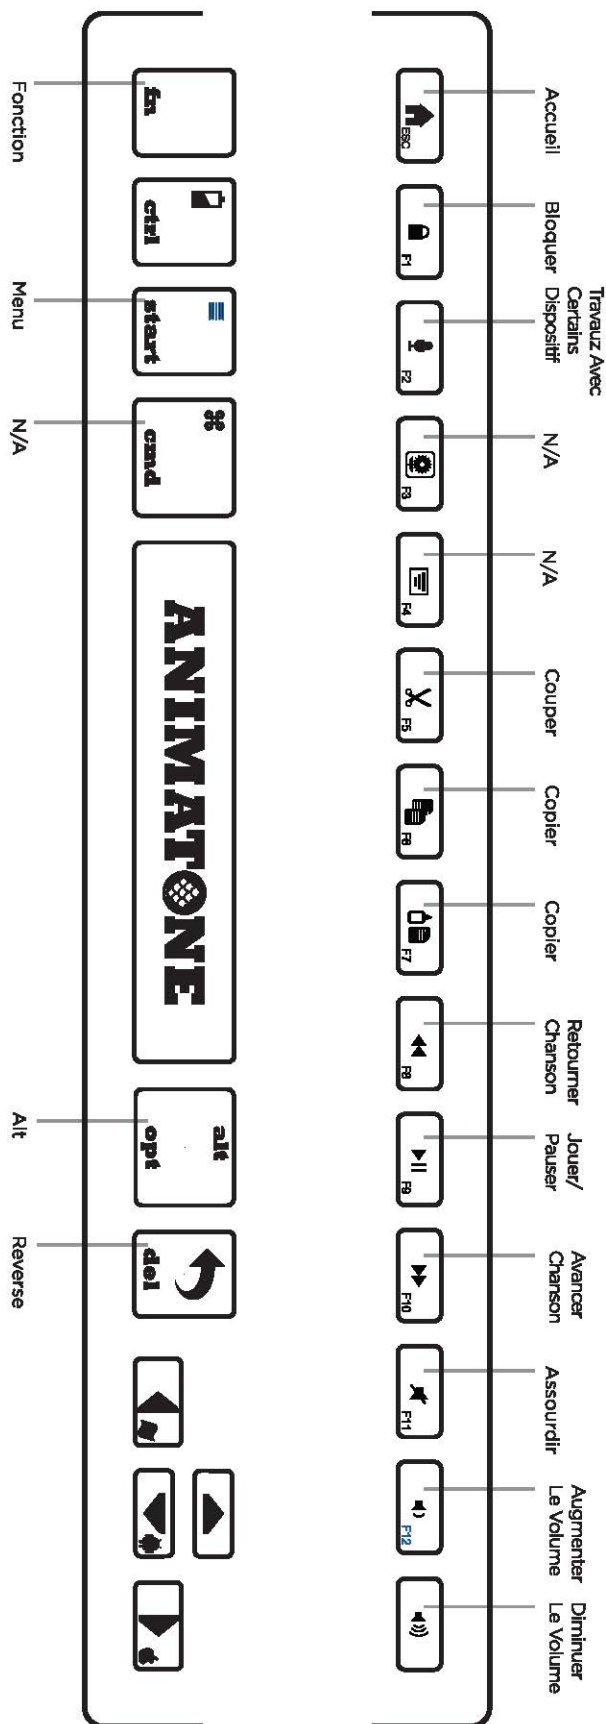 Accueil
Bloquer
Travauz Avec
Certains
Dispositif
N/A
N/A
Couper
Copier
Copier
Retourner
Chanson
Jouer/
Pauser
Avancer
Chanson
Assourdir
Augmenter
Le Volume
Diminuer
Le Volume
ESC
F1
F2
F3
F4
F5
F6
F7
F8
F9
F10
F11
F12
fn
ctrl
start
cmd
ANIMATONE
alt
opt
del
Fonction
Menu
N/A
Alt
Reverse